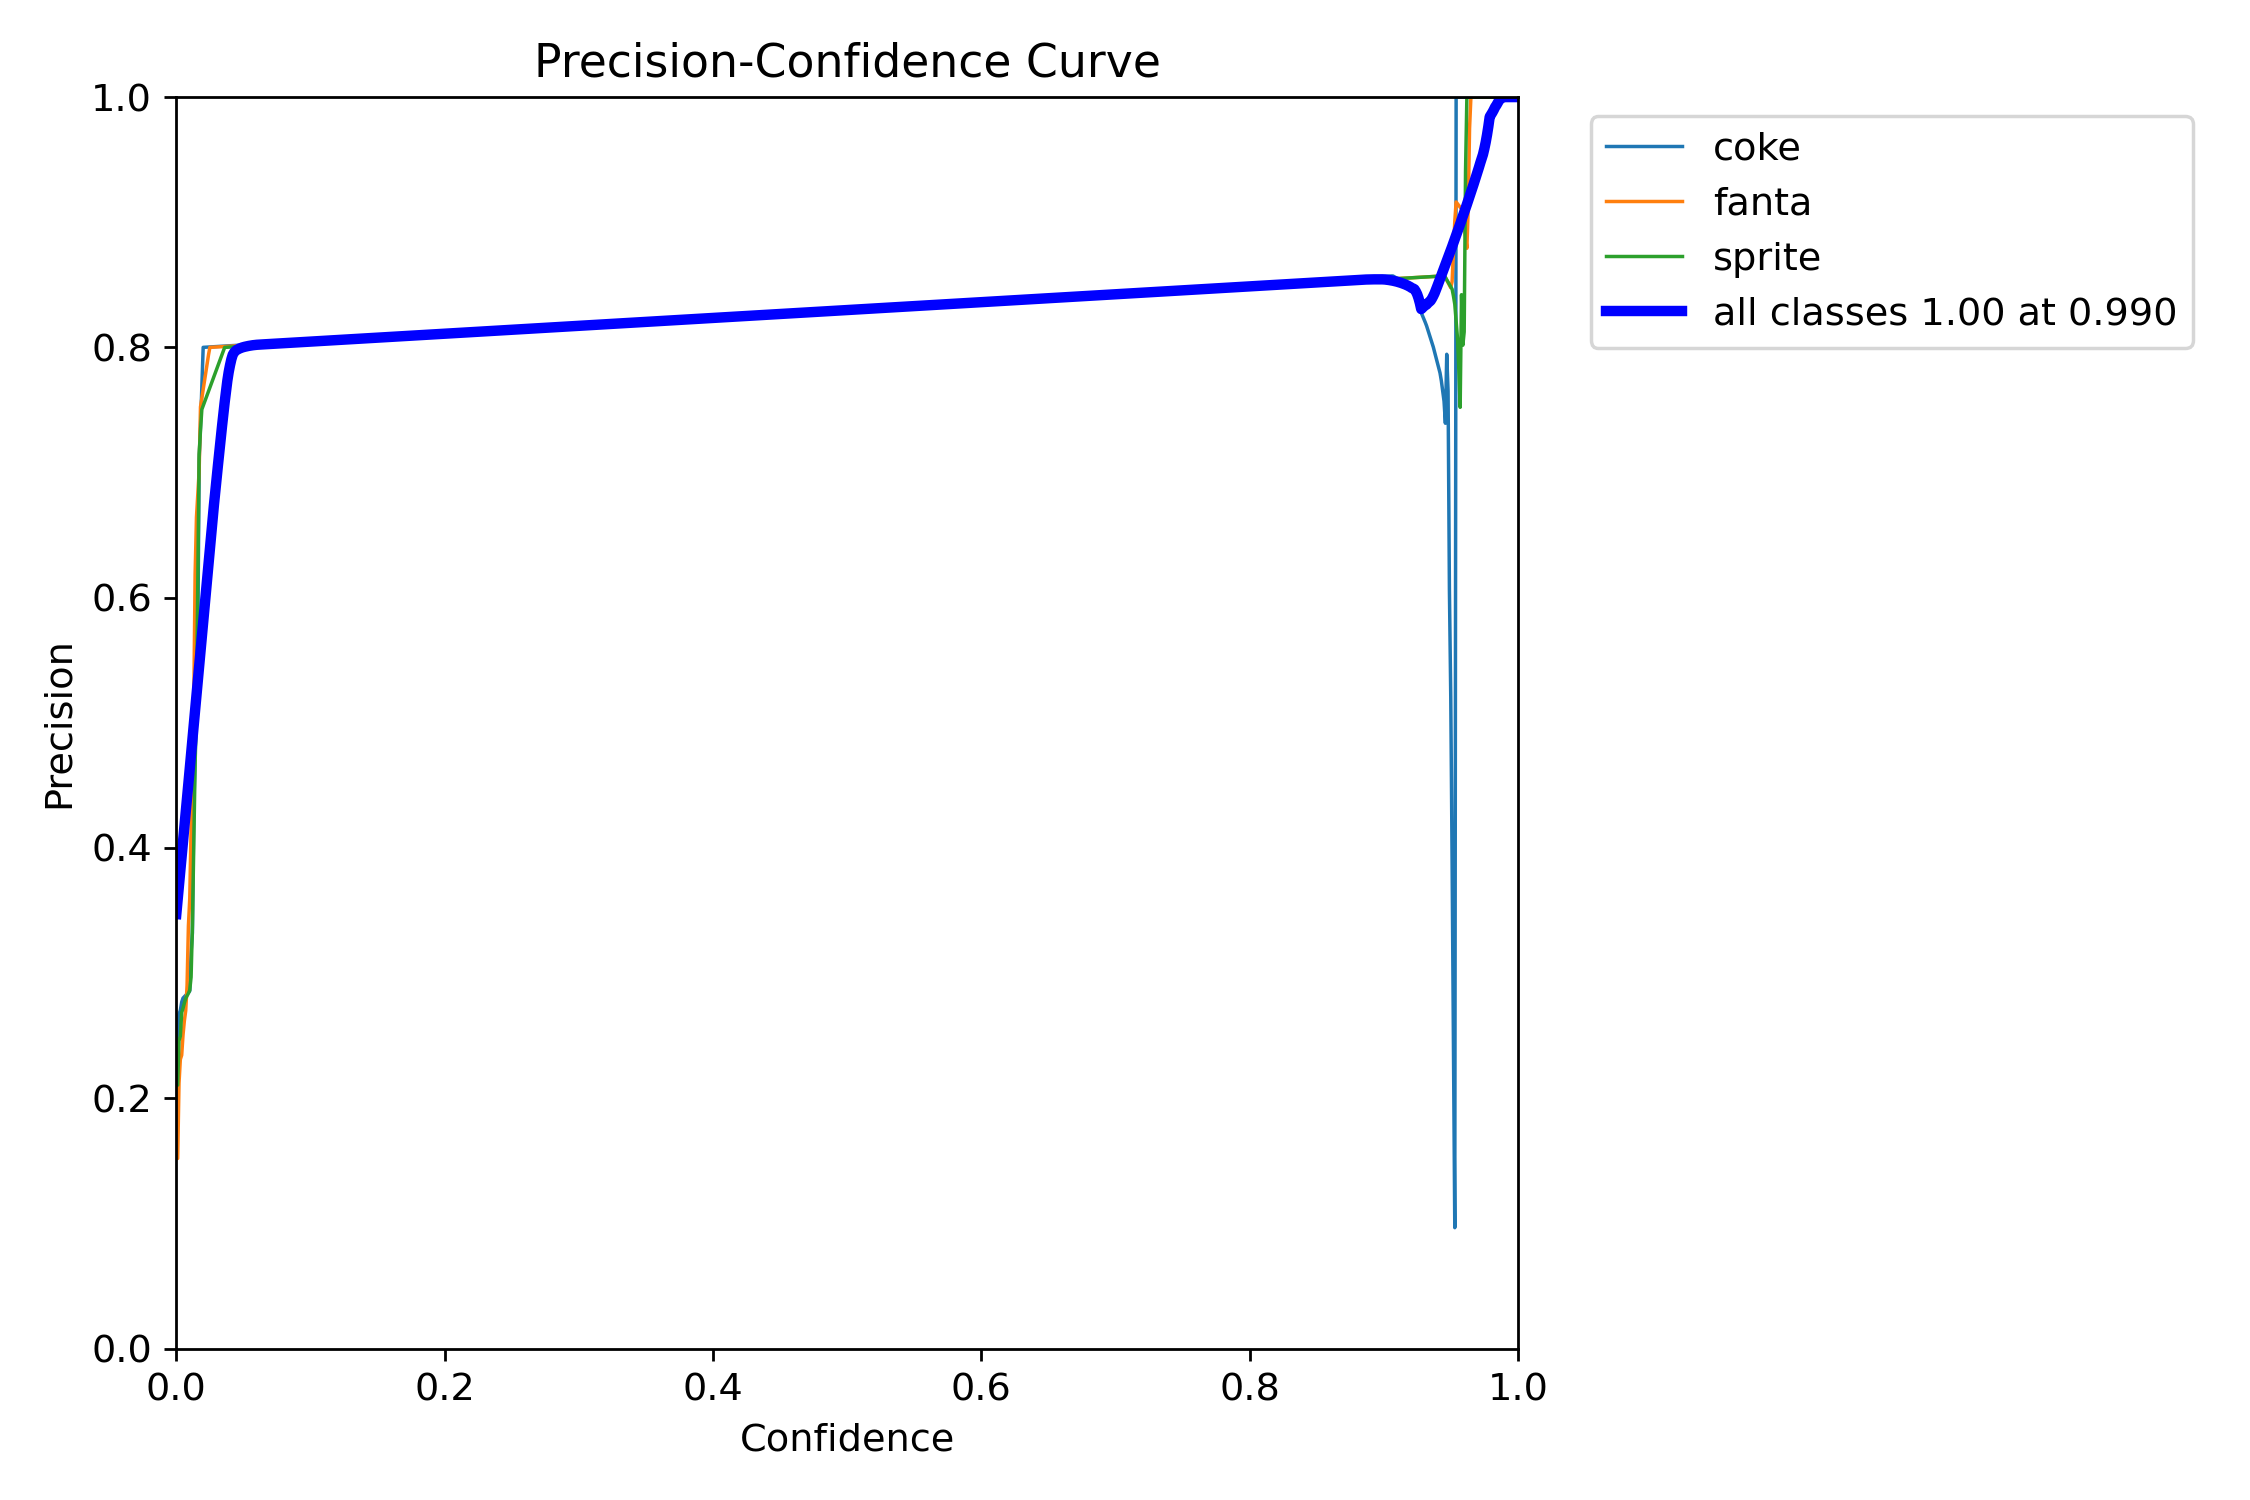 Precision-Confidence Curve
1.0
0.8
0.6
0.4
0.2
0.0
Precision
0.0 0.2 0.4 0.6 0.8 1.0
Confidence
coke
fanta
sprite
all classes 1.00 at 0.990